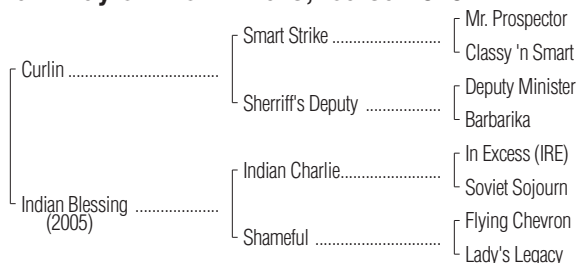 Mr. Prospector
Smart Strike ....................
Classy 'n Smart
Curlin ......................................
Deputy Minister
Sherriff's Deputy ...................
Barbarika
In Excess (IRE)
Indian Charlie.........................
Soviet Sojourn
Indian Blessing .....................
(2005)
Flying Chevron
Shameful ...............................
Lady's Legacy